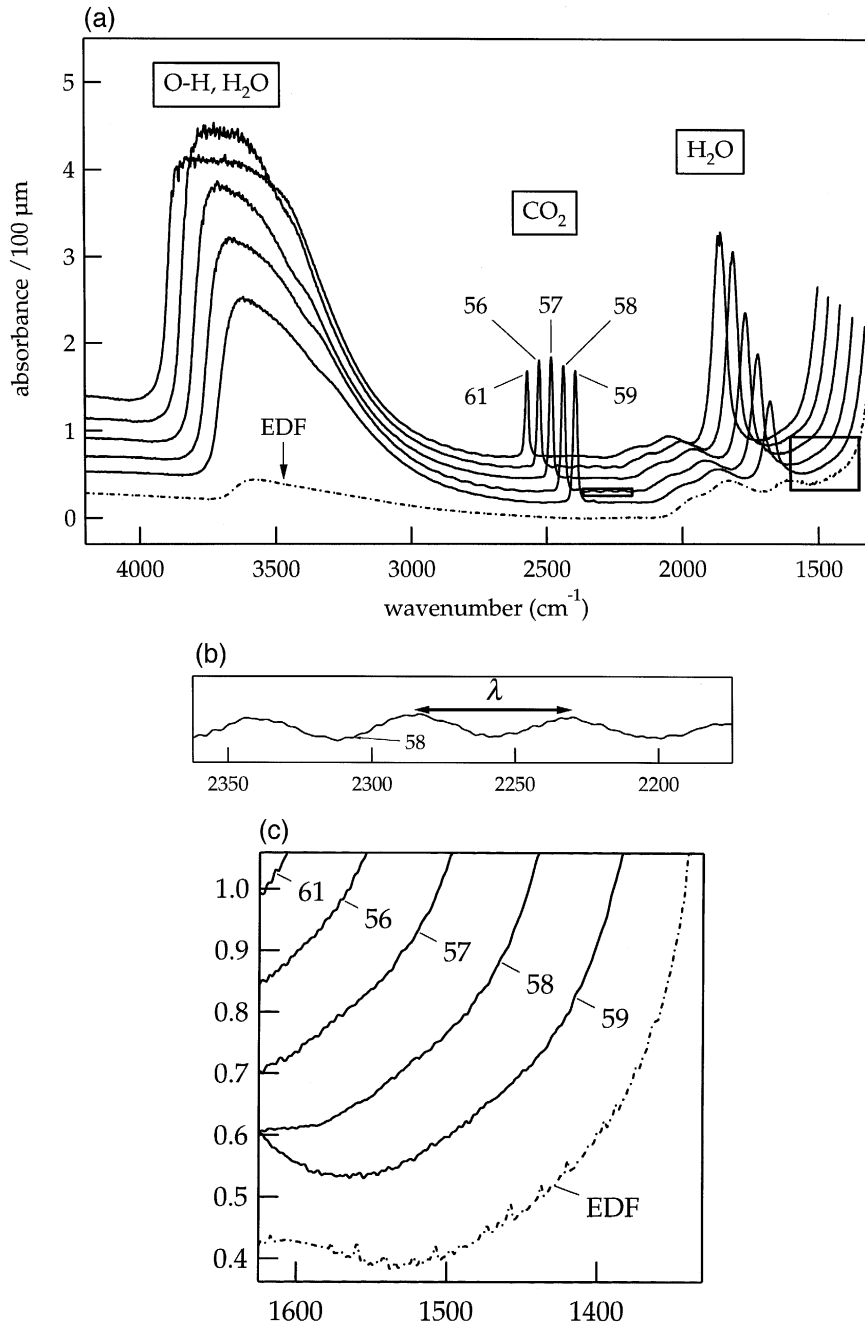 (a)
O-H, H₂O
H₂O
CO₂
56 57 58
61 59
EDF
absorbance /100 µm
5
4
3
2
1
0
4000 3500 3000 2500 2000 1500
wavenumber (cm⁻¹)
(b)
λ
58
2350 2300 2250 2200
(c)
1.0
0.9
0.8
0.7
0.6
0.5
0.4
61
56
57
58
59
EDF
1600 1500 1400